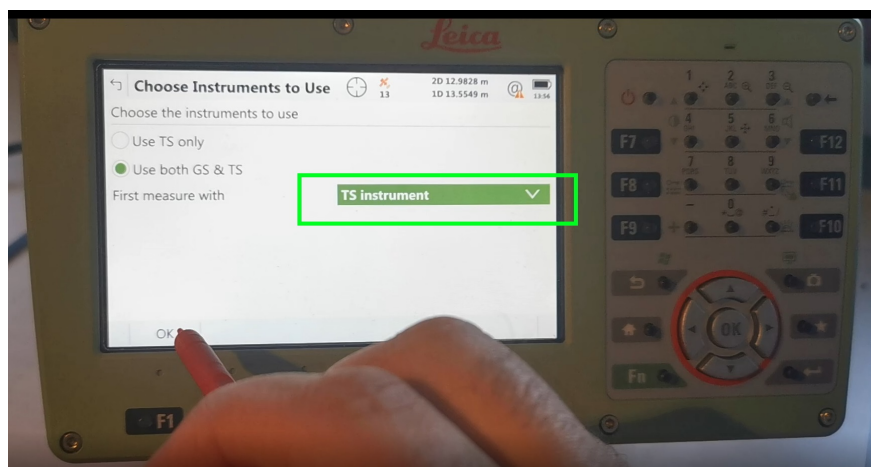 Leica
Choose Instruments to Use
13
2D 12.9828 m
1D 13.5549 m
13:56
Choose the instruments to use
Use TS only
Use both GS & TS
First measure with
TS instrument
OK
1 2 3
ABC
4 5 6
F7 F12
7 8 9
F8 F11
0
F9 F10
OK
Fn
F1